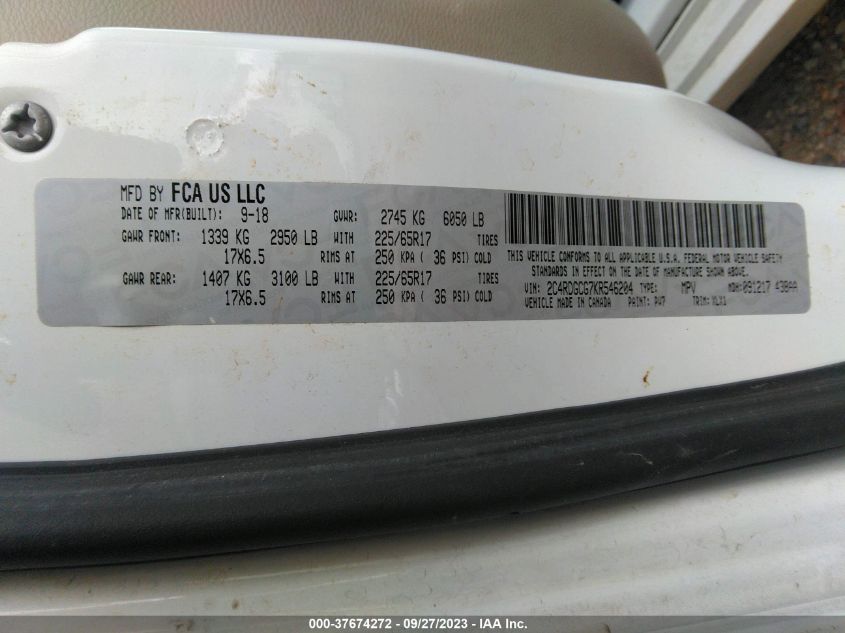 MFD BY FCA US LLC
DATE OF MFR(BUILT): 9-18 GVWR: 2745 KG 6050 LB
GAWR FRONT: 1339 KG 2950 LB WITH 225/65R17 TIRES
17X6.5 RIMS AT 250 KPA ( 36 PSI) COLD
GAWR REAR: 1407 KG 3100 LB WITH 225/65R17 TIRES
17X6.5 RIMS AT 250 KPA ( 36 PSI) COLD
THIS VEHICLE CONFORMS TO ALL APPLICABLE U.S.A. FEDERAL MOTOR VEHICLE SAFETY
STANDARDS IN EFFECT ON THE DATE OF MANUFACTURE SHOWN ABOVE.
VIN: 2C4RDGCG7KR546204 TYPE: MPV MDH: 091217 438AA
VEHICLE MADE IN CANADA PAINT: PW7 TRIM:
000-37674272 - 09/27/2023 - IAA Inc.